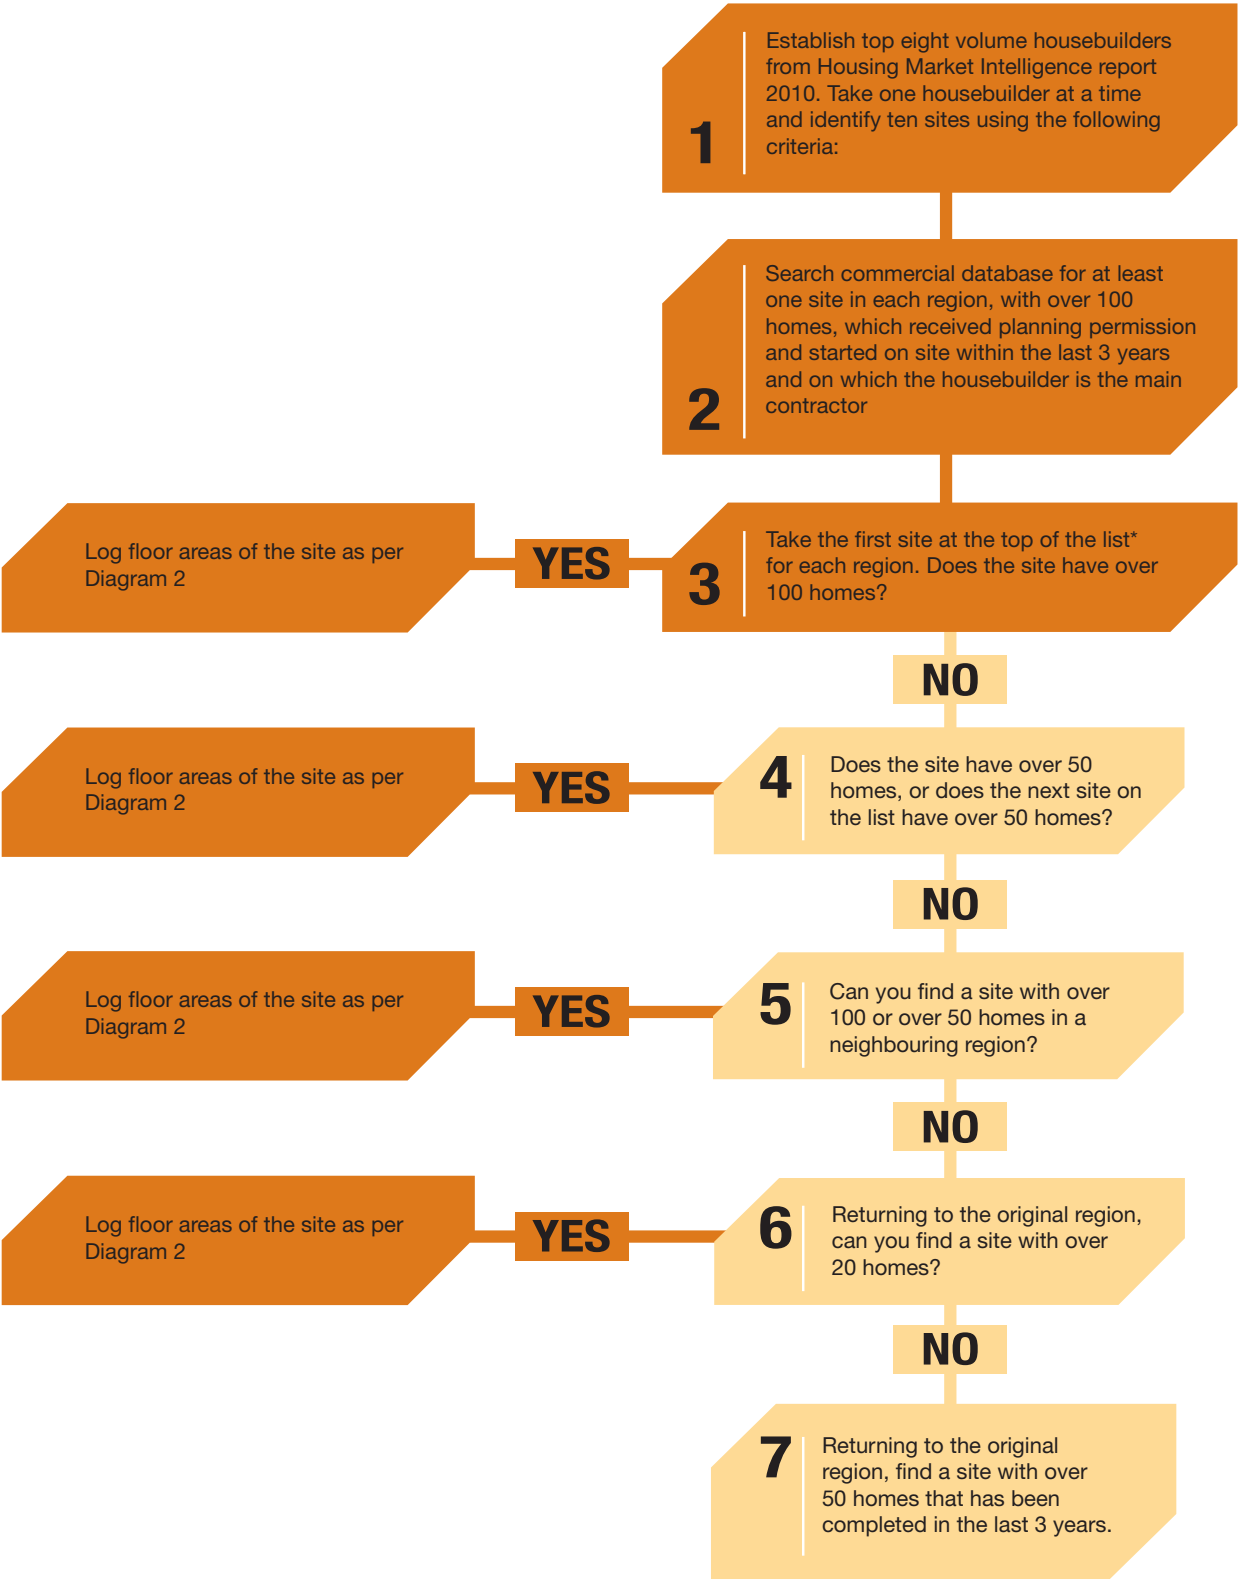 1
Establish top eight volume housebuilders
from Housing Market Intelligence report
2010. Take one housebuilder at a time
and identify ten sites using the following
criteria:
2
Search commercial database for at least
one site in each region, with over 100
homes, which received planning permission
and started on site within the last 3 years
and on which the housebuilder is the main
contractor
3
Take the first site at the top of the list*
for each region. Does the site have over
100 homes?
YES
Log floor areas of the site as per
Diagram 2
NO
4
Does the site have over 50
homes, or does the next site on
the list have over 50 homes?
YES
Log floor areas of the site as per
Diagram 2
NO
5
Can you find a site with over
100 or over 50 homes in a
neighbouring region?
YES
Log floor areas of the site as per
Diagram 2
NO
6
Returning to the original region,
can you find a site with over
20 homes?
YES
Log floor areas of the site as per
Diagram 2
NO
7
Returning to the original
region, find a site with over
50 homes that has been
completed in the last 3 years.